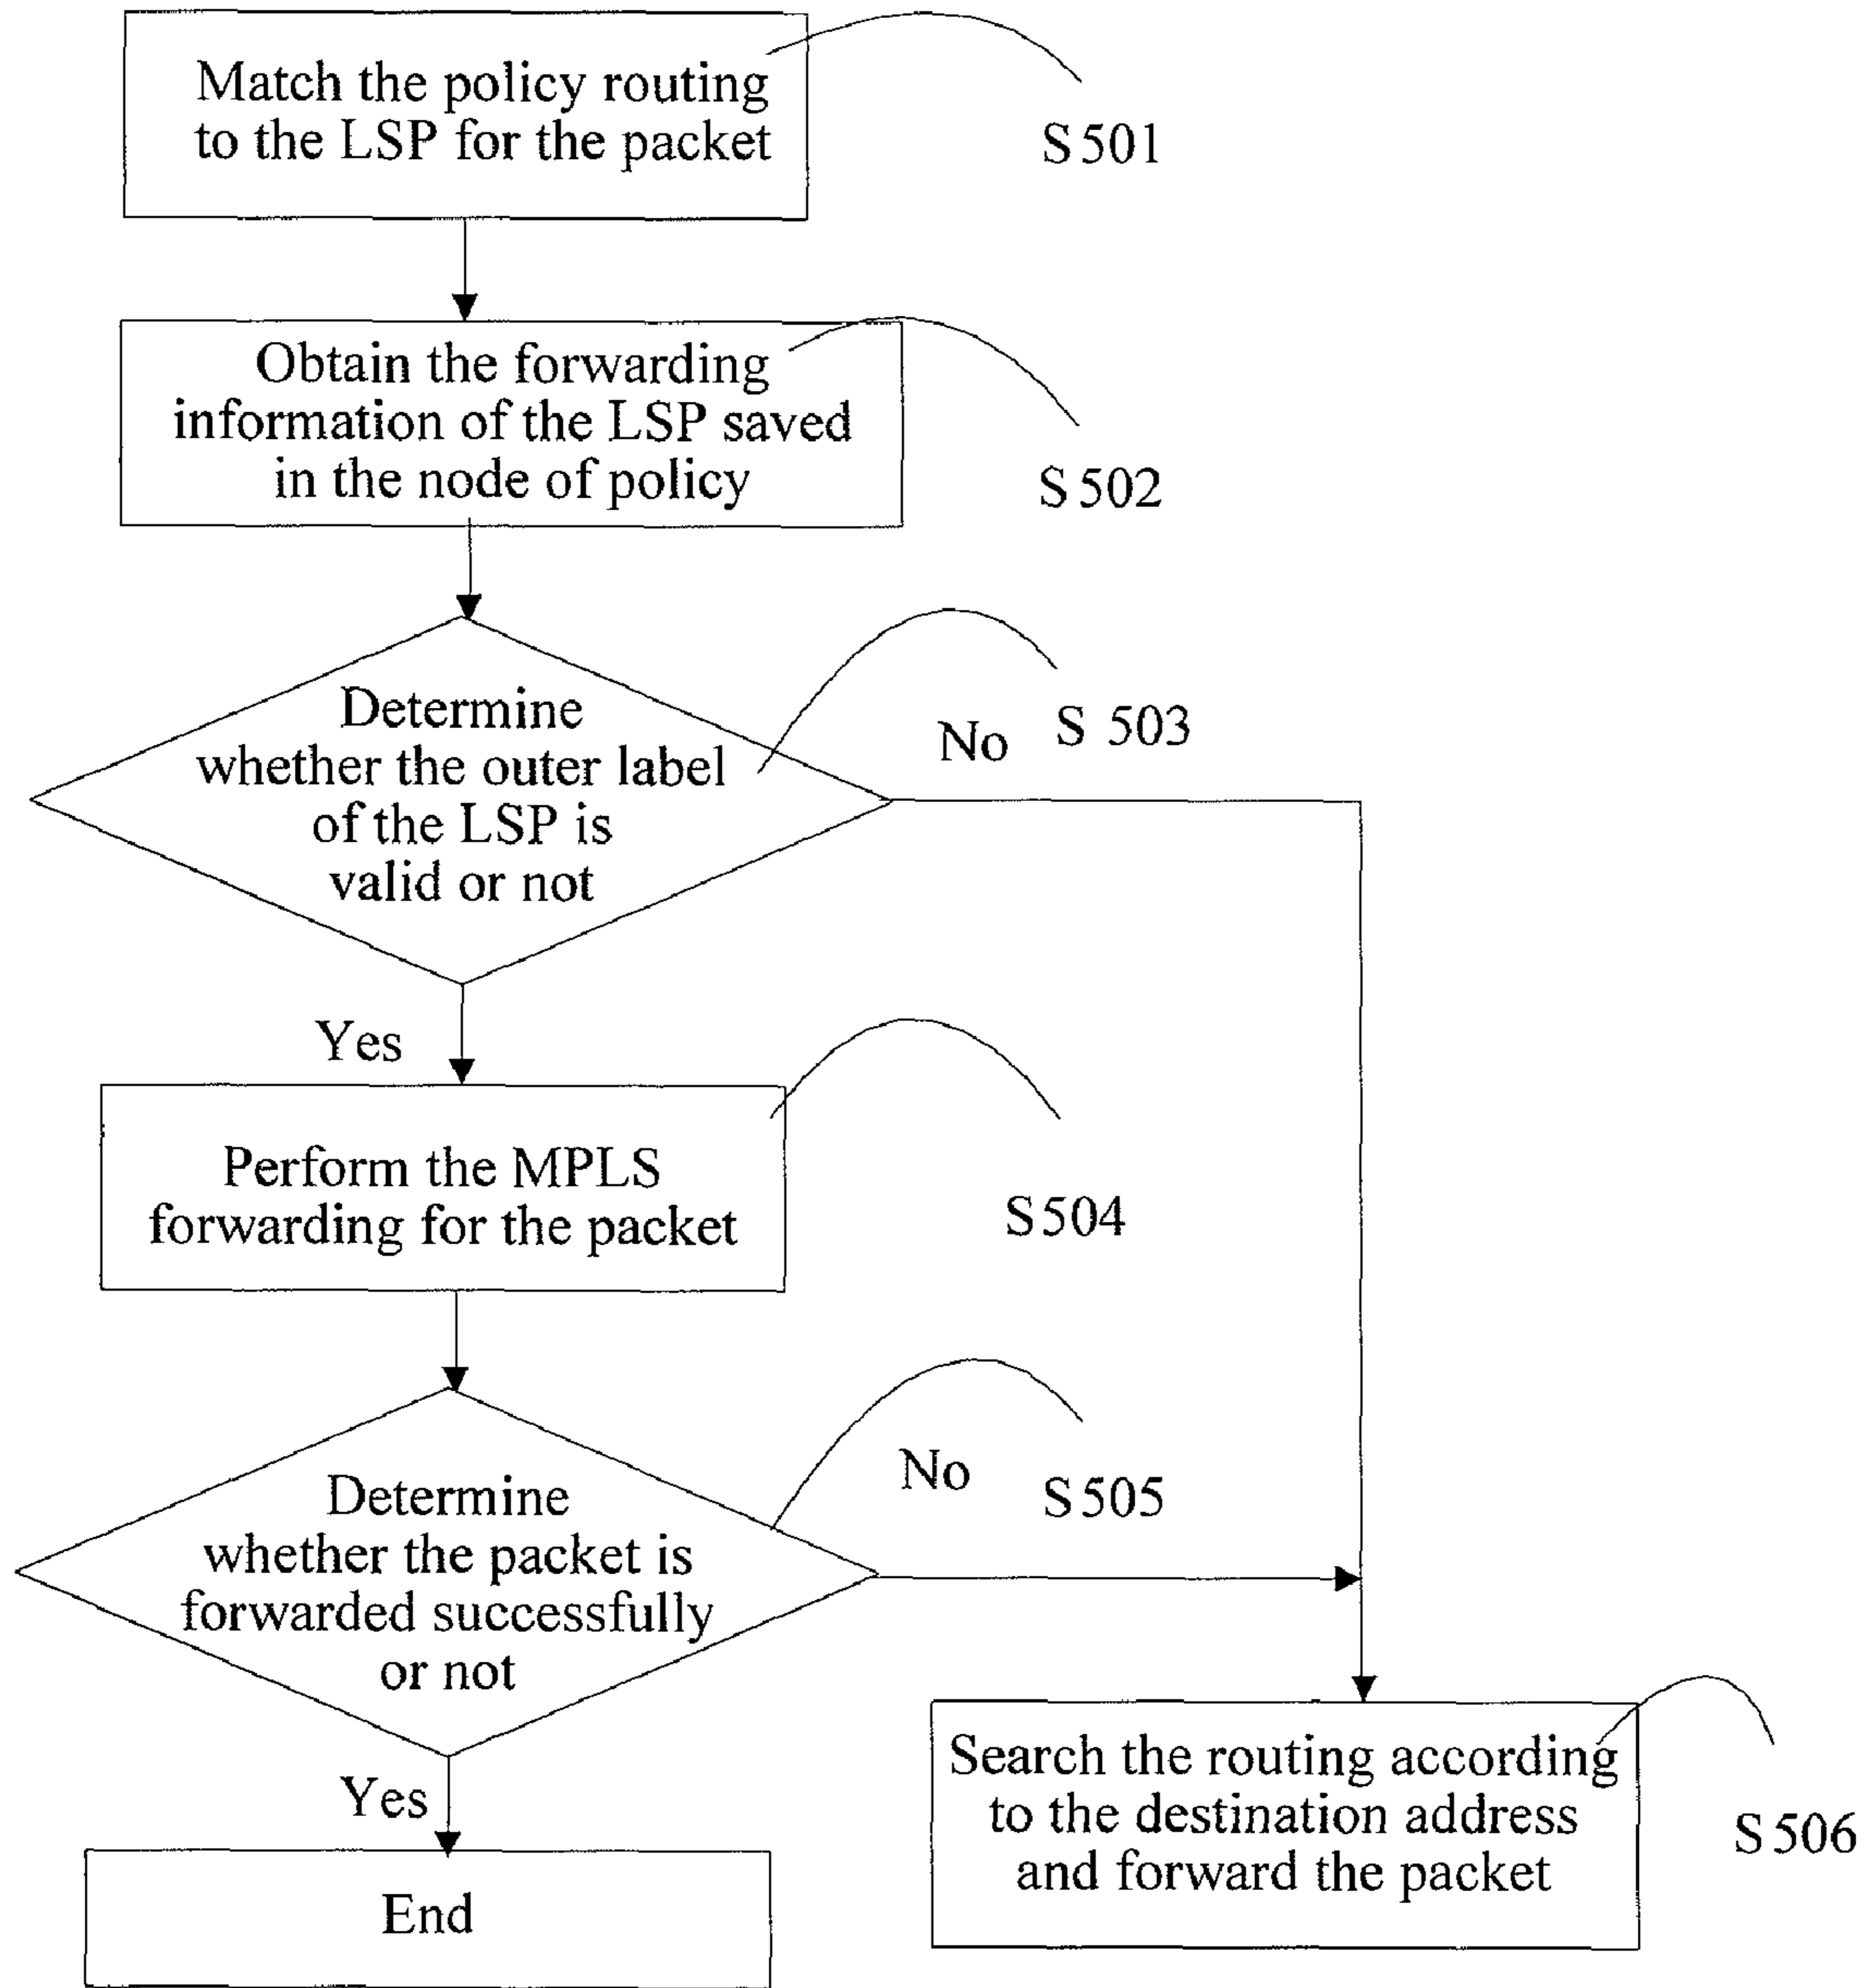 Match the policy routing
to the LSP for the packet
S501
Obtain the forwarding
information of the LSP saved
in the node of policy
S502
Determine
whether the outer label
of the LSP is
valid or not
No
S 503
Yes
Perform the MPLS
forwarding for the packet
S504
Determine
whether the packet is
forwarded successfully
or not
No
S505
Yes
End
Search the routing according
to the destination address
and forward the packet
S506